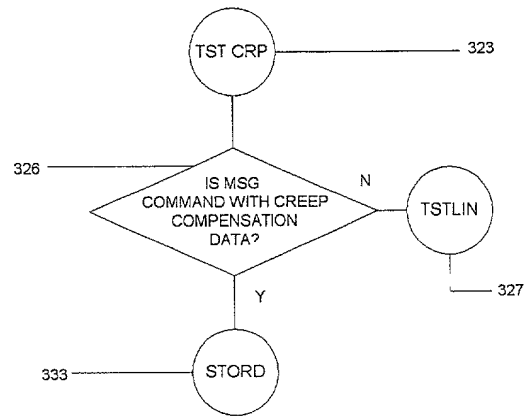 TST CRP
323
326
IS MSG
COMMAND WITH CREEP
COMPENSATION
DATA?
N
TSTLIN
327
Y
333
STORD